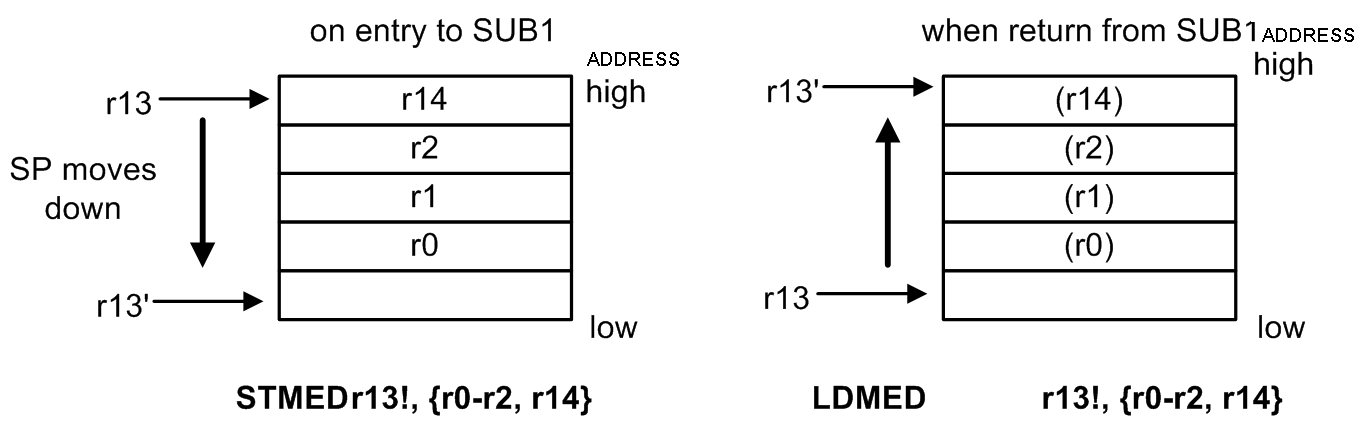 on entry to SUB1
ADDRESS
high
r13
r14
r2
SP moves
down
r1
r0
r13'
low
STMEDr13!, {r0-r2, r14}
when return from SUB1
ADDRESS
high
r13'
(r14)
(r2)
(r1)
(r0)
r13
low
LDMED r13!, {r0-r2, r14}